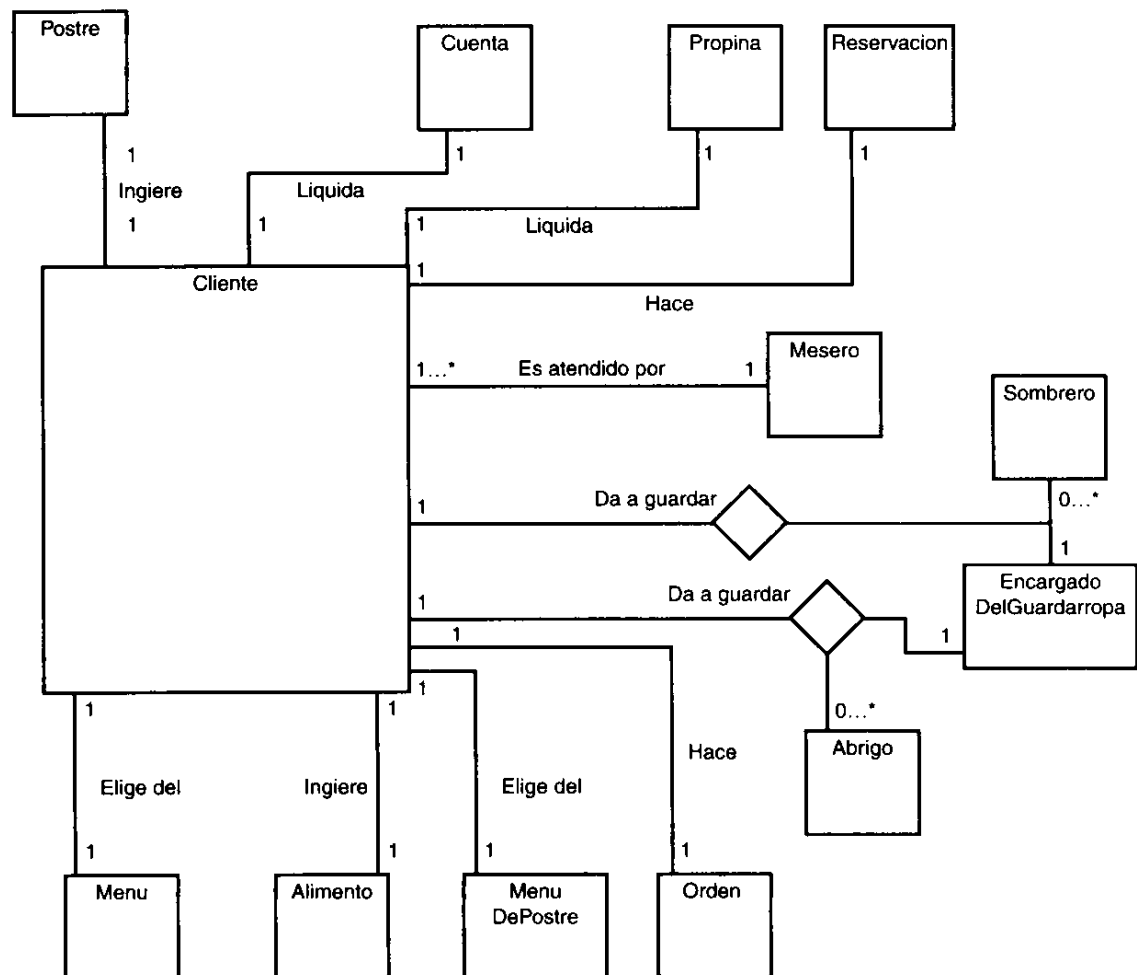 Postre
Cuenta
Propina
Reservacion
1
1
1
1
Ingiere
Liquida
1
1
1
Liquida
Cliente
1
Hace
Mesero
1...*
Es atendido por
1
Sombrero
Da a guardar
0...*
1
1
Encargado
DelGuardarropa
Da a guardar
1
1
1
1
1
1
0...*
Abrigo
Hace
Elige del
Ingiere
Elige del
1
1
1
1
Menu
Alimento
Menu
DePostre
Orden